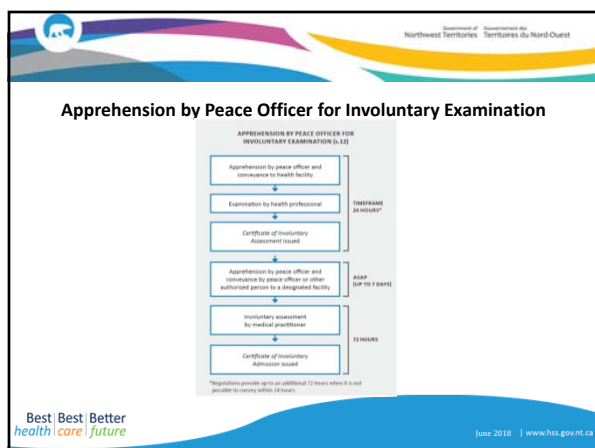 Government of Gouvernement des
Northwest Territories Territoires du Nord-Ouest
Apprehension by Peace Officer for Involuntary Examination
APPREHENSION BY PEACE OFFICER FOR
INVOLUNTARY EXAMINATION (s.12)
Apprehension by peace officer and
conveyance to health facility
Examination by health professional
Certificate of Involuntary
Assessment issued
TIMEFRAME
24 HOURS*
Apprehension by peace officer and
conveyance by peace officer or other
authorized person to a designated facility
ASAP
(UP TO 7 DAYS)
Involuntary assessment
by medical practitioner
Certificate of Involuntary
Admission issued
72 HOURS
*Regulations provide up to an additional 72 hours when it is not
possible to convey within 24 hours.
Best | Best | Better
health | care | future
June 2018 | www.hss.gov.nt.ca